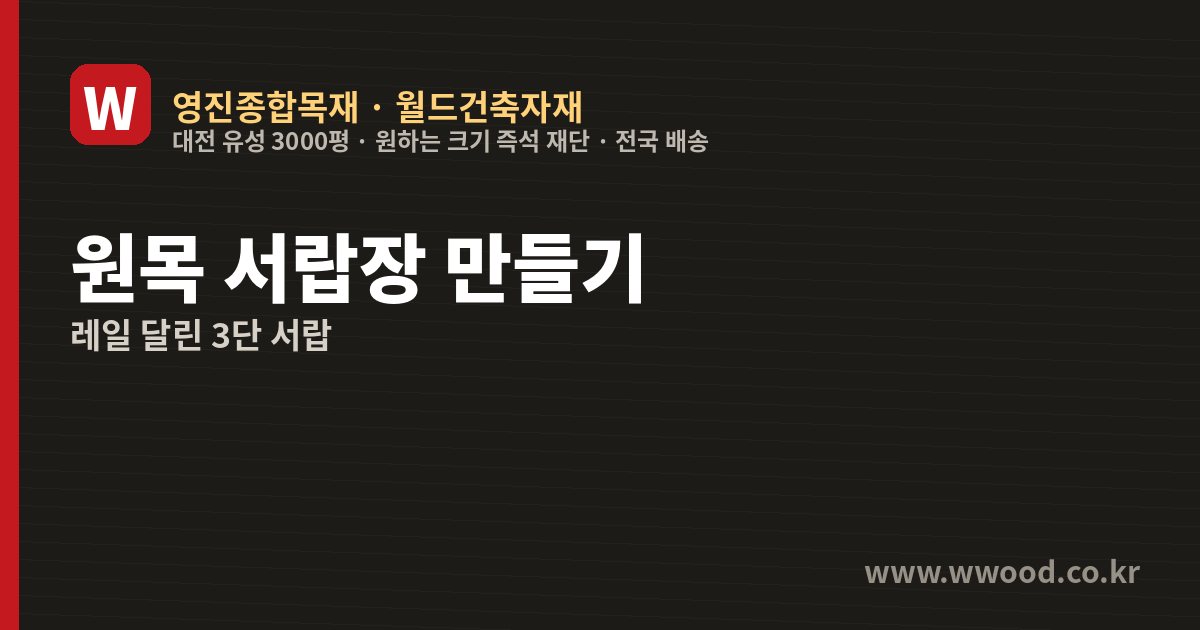 W
영진종합목재 · 월드건축자재
대전 유성 3000평 · 원하는 크기 즉석 재단 · 전국 배송
원목 서랍장 만들기
레일 달린 3단 서랍
www.wwood.co.kr